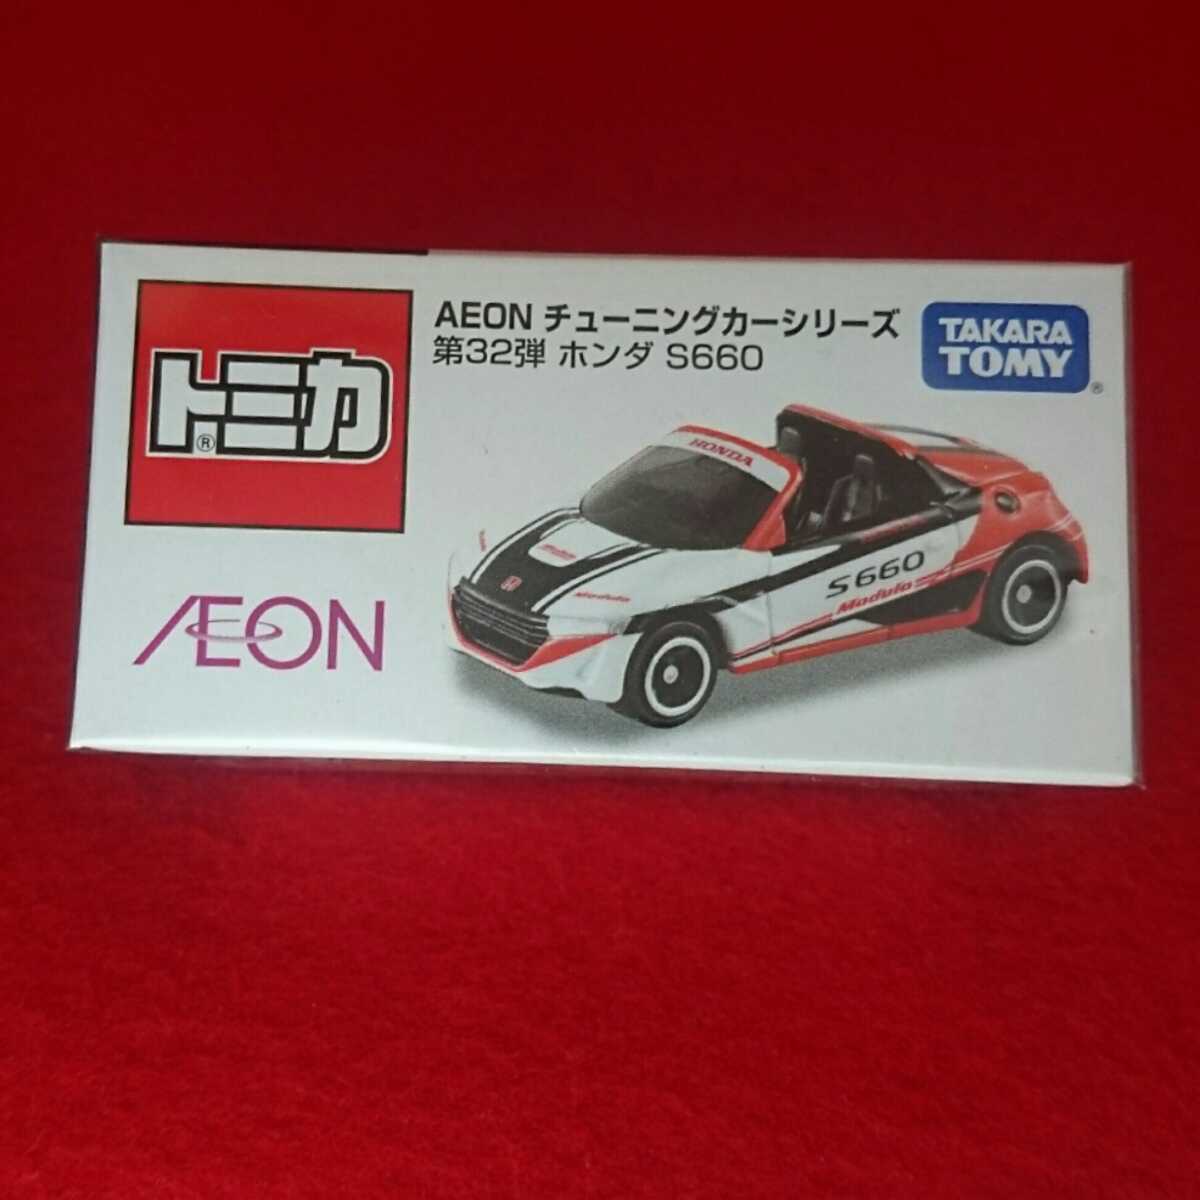 トミカ®
AEON チューニングカーシリーズ
第32弾 ホンダ S660
TAKARA
TOMY®
AEON
HONDA
Modulo
S660
Modulo